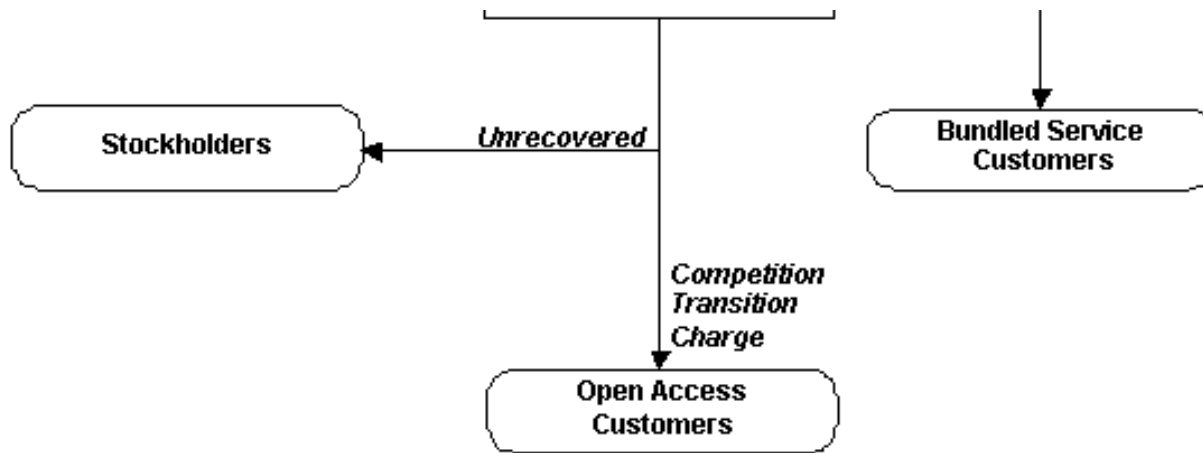 Stockholders
Unrecovered
Bundled Service
Customers
Competition
Transition
Charge
Open Access
Customers